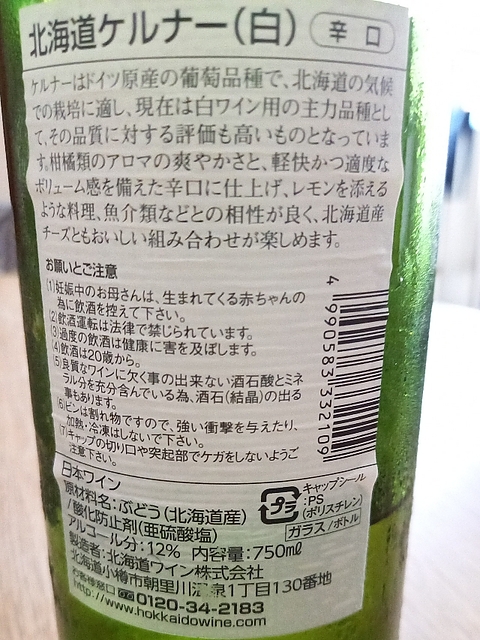 北海道ケルナー(白) 辛口
ケルナーはドイツ原産の葡萄品種で、北海道の気候
での栽培に適し、現在は白ワイン用の主力品種とし
て、その品質に対する評価も高いものとなっていま
す。柑橘類のアロマの爽やかさと、軽快かつ適度な
ボリューム感を備えた辛口に仕上げ、レモンを添える
ような料理、魚介類などとの相性が良く、北海道産
チーズともおいしい組み合わせが楽しめます。
お願いとご注意
(1)妊娠中のお母さんは、生まれてくる赤ちゃんの
為に飲酒を控えて下さい。
(2)飲酒運転は法律で禁じられています。
(3)過度の飲酒は健康に害を及ぼします。
(4)飲酒は20歳から。
(5)良質なワインに欠く事の出来ない酒石酸とミネ
ラル分を充分含んでいる為、酒石(結晶)の出る
事もあります。
(6)ビンは割れ物ですので、強い衝撃を与えたり、
加熱・冷凍はしないで下さい。
(7)キャップの切り口や突起部でケガをしないようご
注意下さい。
4 990583 332109
日本ワイン
原材料名:ぶどう(北海道産)
/酸化防止剤(亜硫酸塩)
アルコール分:12% 内容量:750㎖
製造者:北海道ワイン株式会社
北海道小樽市朝里川温泉1丁目130番地
お客様窓口 0120-34-2183
http://www.hokkaidowine.com
プラ
キャップシール
:PS
(ポリスチレン)
ガラス/ボトル